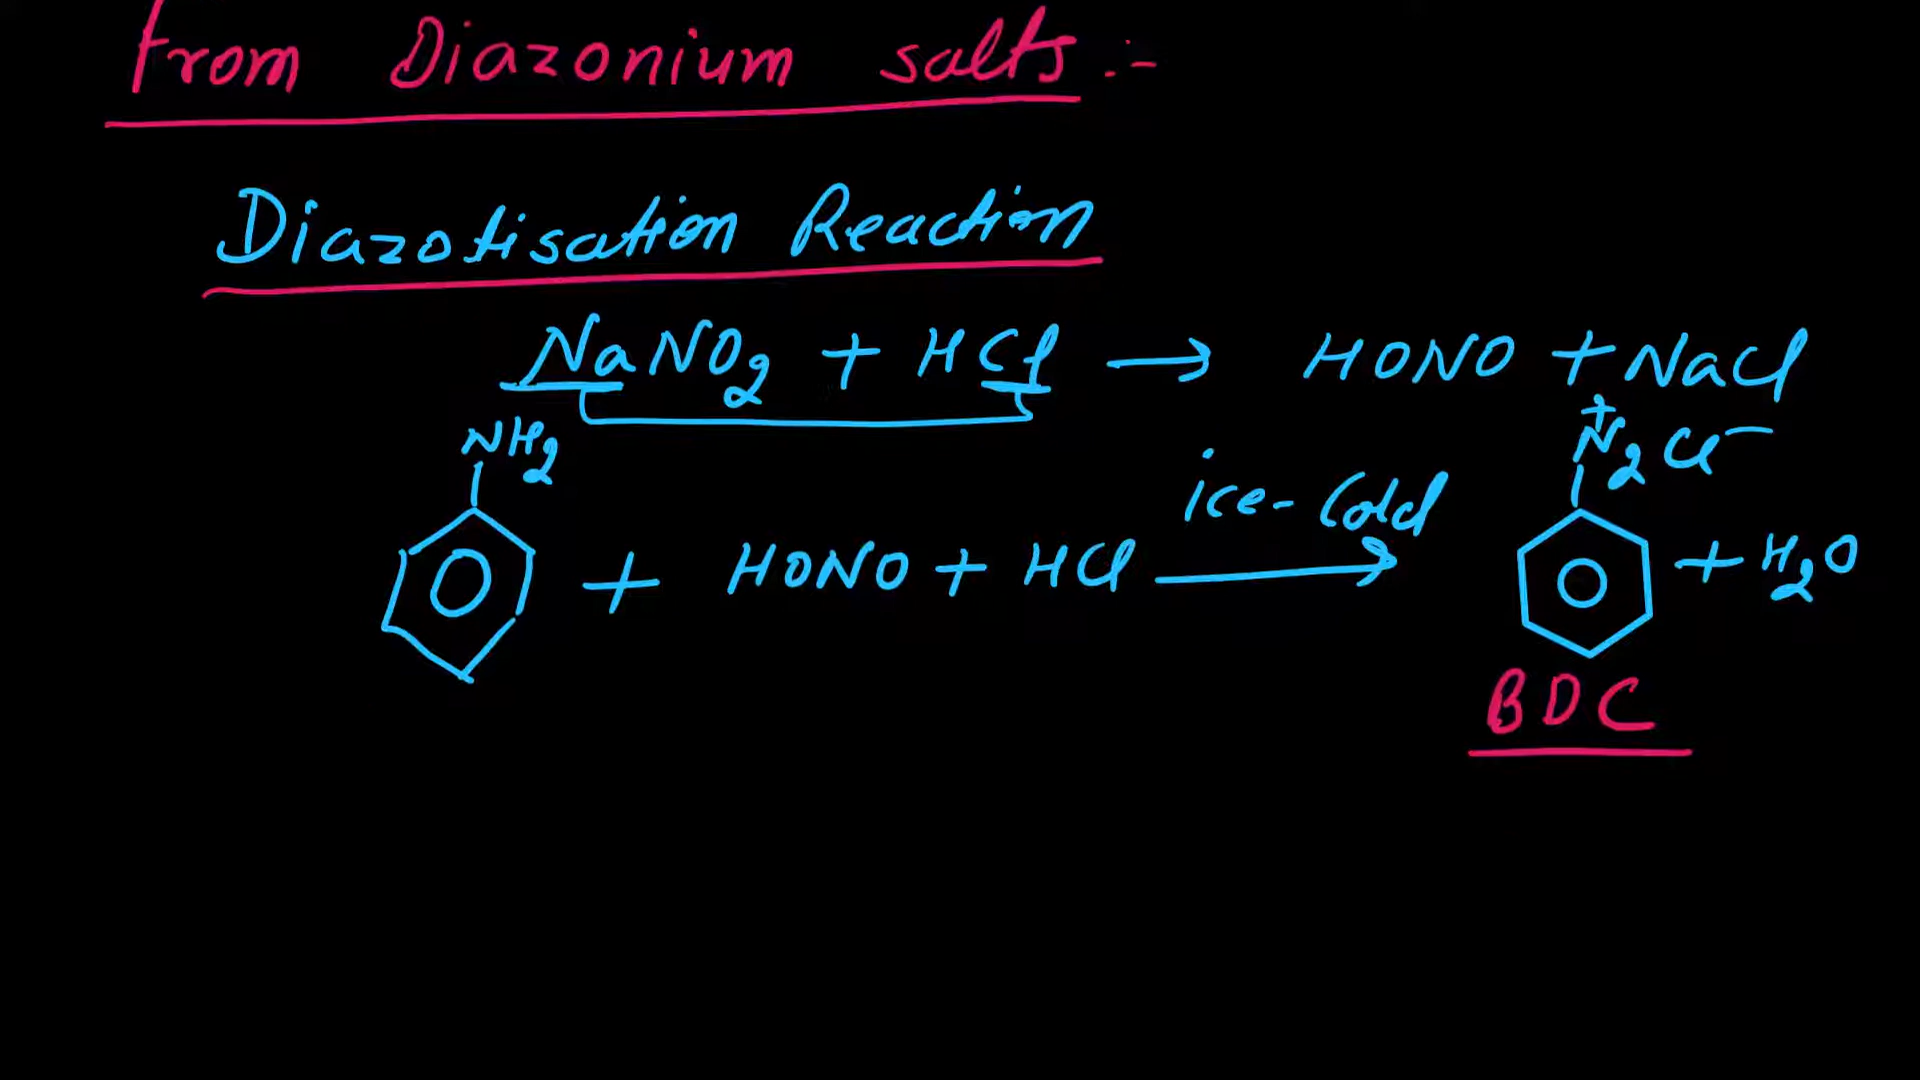 From Diazonium salts :-
Diazotisation Reaction
NaNO₂ + HCl → HONO + NaCl
NH₂
N₂⁺Cl⁻
ice-Cold
+ HONO + HCl → + H₂O
BDC